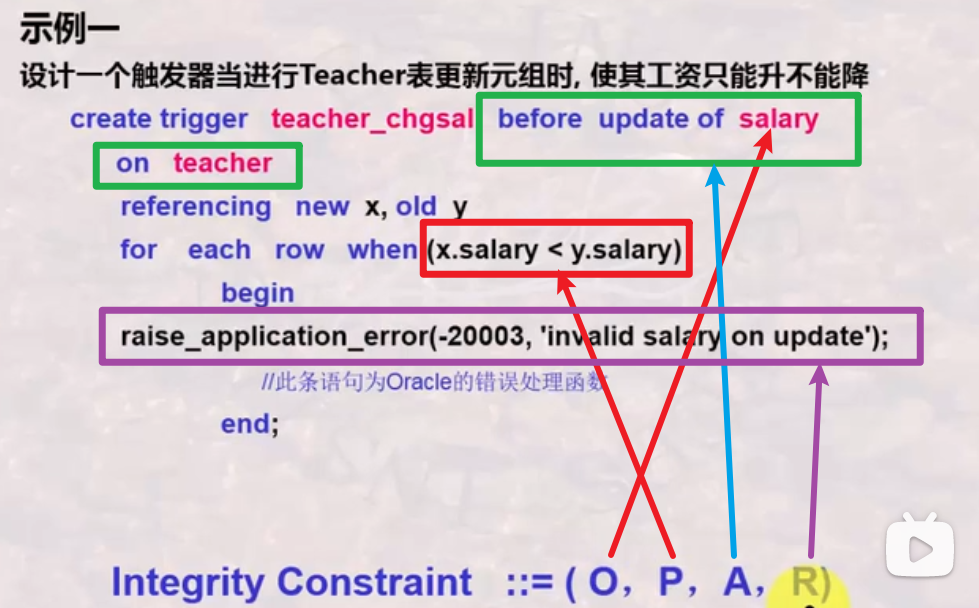 示例一
设计一个触发器当进行Teacher表更新元组时, 使其工资只能升不能降
create trigger teacher_chgsal before update of salary
on teacher
referencing new x, old y
for each row when (x.salary < y.salary)
begin
raise_application_error(-20003, 'invalid salary on update');
//此条语句为Oracle的错误处理函数
end;
Integrity Constraint ::= ( O, P, A, R)